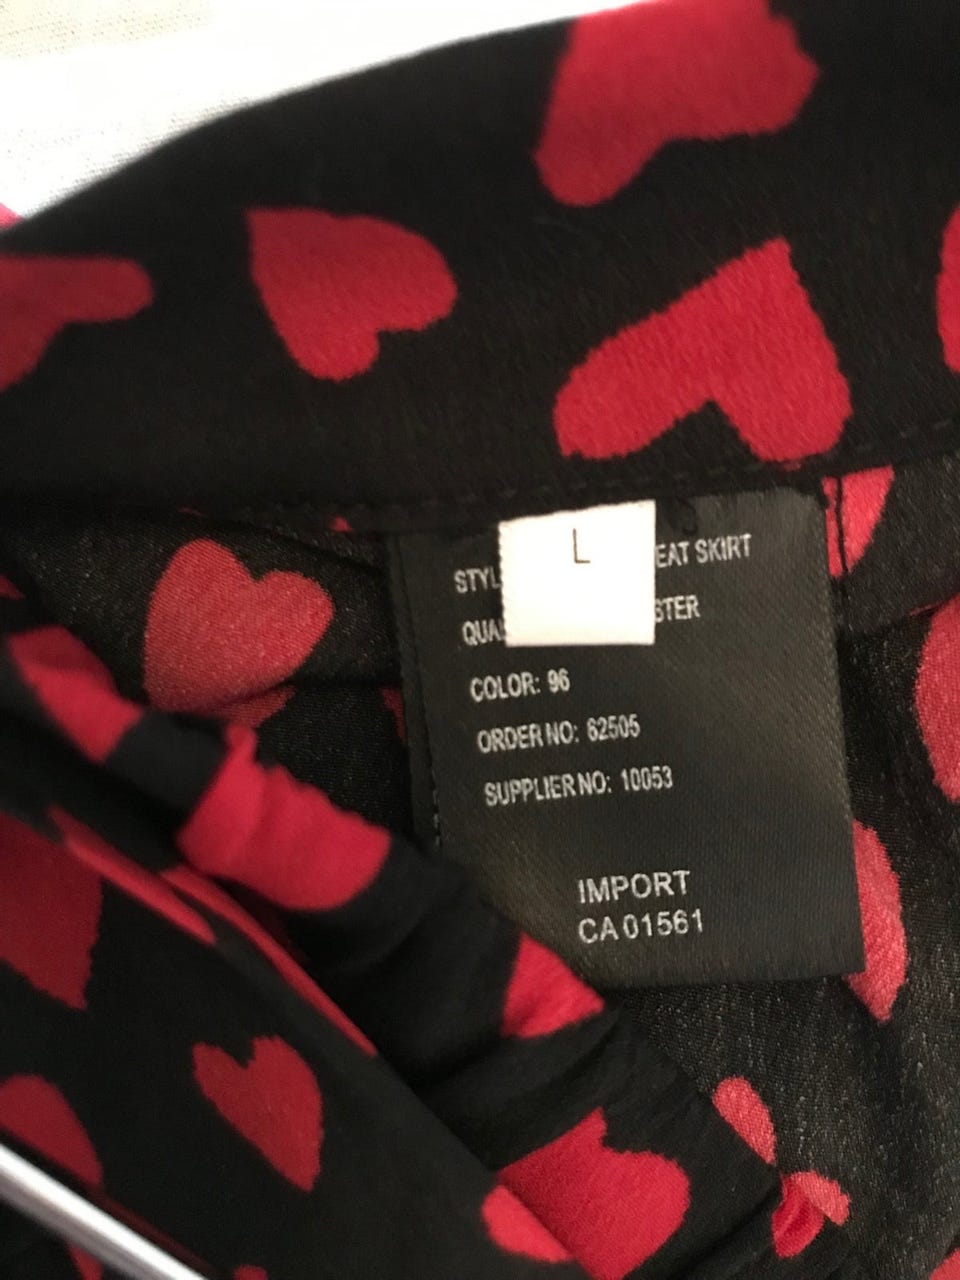 L
STYL EAT SKIRT
QUA STER
COLOR: 96
ORDER NO: 62505
SUPPLIER NO: 10053
IMPORT
CA 01561